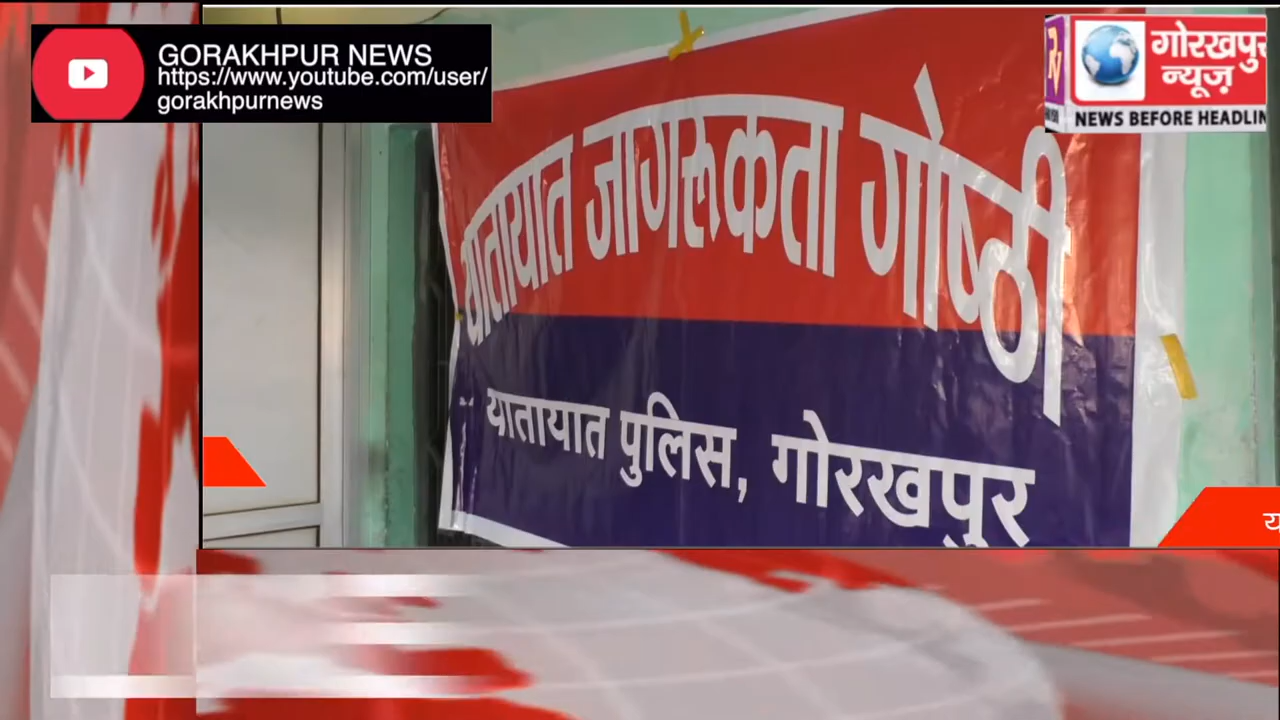 GORAKHPUR NEWS
https://www.youtube.com/user/
gorakhpurnews
गोरखपुर
न्यूज़
NEWS BEFORE HEADLIN
यातायात जागरूकता गोष्ठी
यातायात पुलिस, गोरखपुर